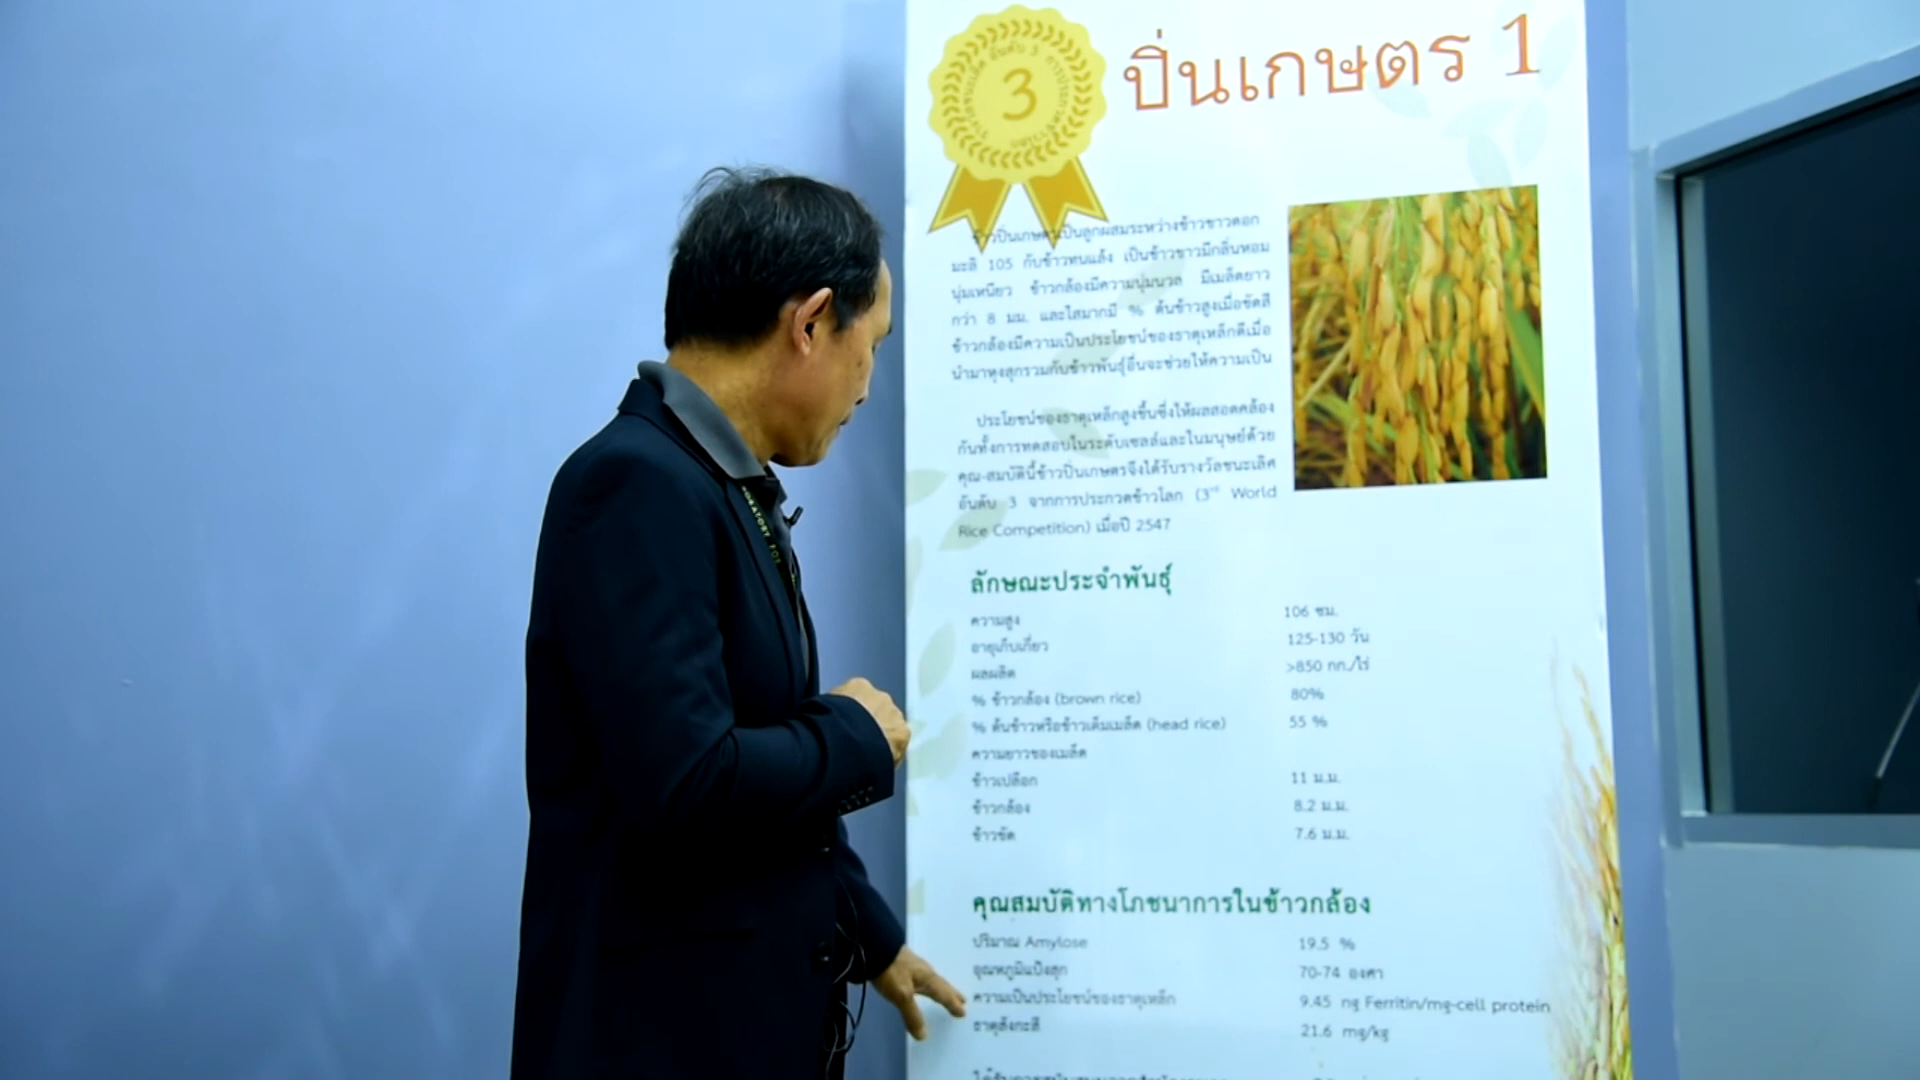 ปิ่นเกษตร 1
3
ข้าวปิ่นเกษตรเป็นลูกผสมระหว่างข้าวขาวดอก
มะลิ 105 กับข้าวทนแล้ง เป็นข้าวขาวมีกลิ่นหอม
นุ่มเหนียว ข้าวกล้องมีความนุ่มนวล มีเมล็ดยาว
กว่า 8 มม. และใสมากมี % ต้นข้าวสูงเมื่อขัดสี
ข้าวกล้องมีความเป็นประโยชน์ของธาตุเหล็กดีเมื่อ
นำมาหุงสุกรวมกับข้าวพันธุ์อื่นจะช่วยให้ความเป็น
ประโยชน์ของธาตุเหล็กสูงขึ้นซึ่งให้ผลสอดคล้อง
กันทั้งการทดสอบในระดับเซลล์และในมนุษย์ด้วย
คุณ-สมบัตินี้ข้าวปิ่นเกษตรจึงได้รับรางวัลชนะเลิศ
อันดับ 3 จากการประกวดข้าวโลก (3rd World
Rice Competition) เมื่อปี 2547
ลักษณะประจำพันธุ์
ความสูง 106 ซม.
อายุเก็บเกี่ยว 125-130 วัน
ผลผลิต >850 กก./ไร่
% ข้าวกล้อง (brown rice) 80%
% ต้นข้าวหรือข้าวเต็มเมล็ด (head rice) 55 %
ความยาวของเมล็ด
ข้าวเปลือก 11 ม.ม.
ข้าวกล้อง 8.2 ม.ม.
ข้าวขัด 7.6 ม.ม.
คุณสมบัติทางโภชนาการในข้าวกล้อง
ปริมาณ Amylose 19.5 %
อุณหภูมิแป้งสุก 70-74 องศา
ความเป็นประโยชน์ของธาตุเหล็ก 9.45 ng Ferritin/mg-cell protein
ธาตุสังกะสี 21.6 mg/kg